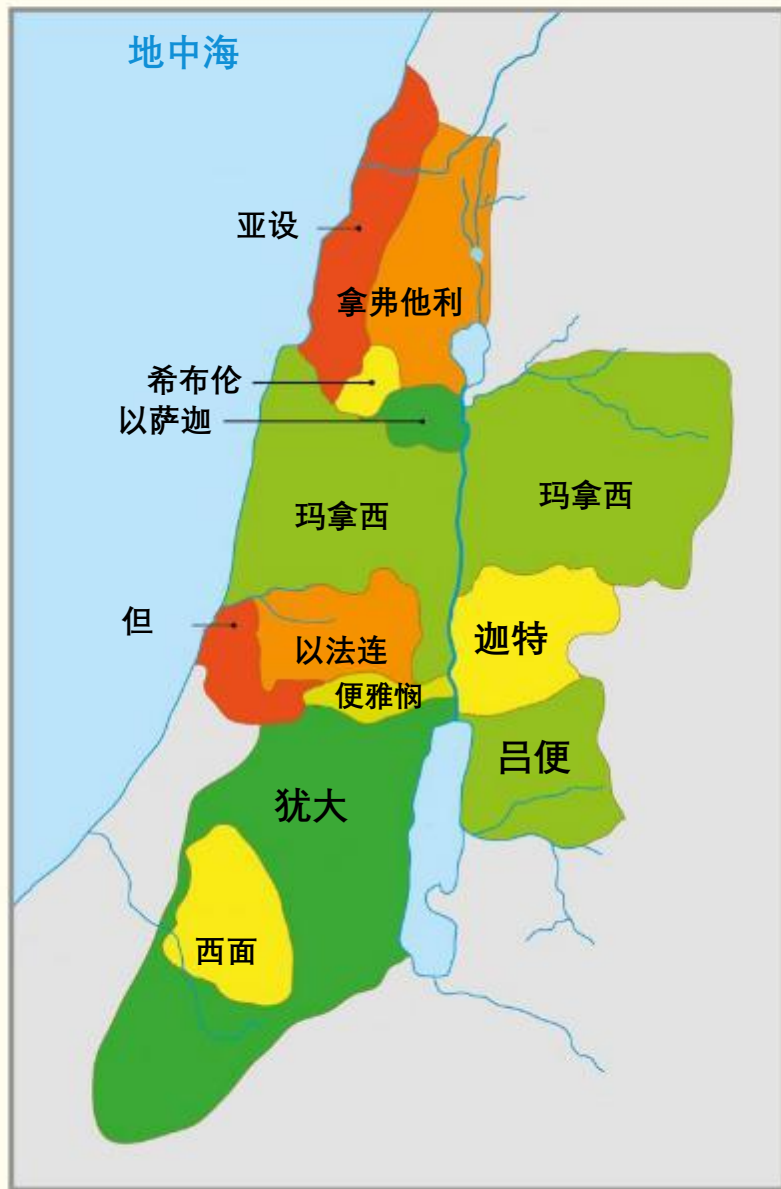 地中海
亚设
拿弗他利
希布伦
以萨迦
玛拿西
玛拿西
但
以法连
迦特
便雅悯
吕便
犹大
西面